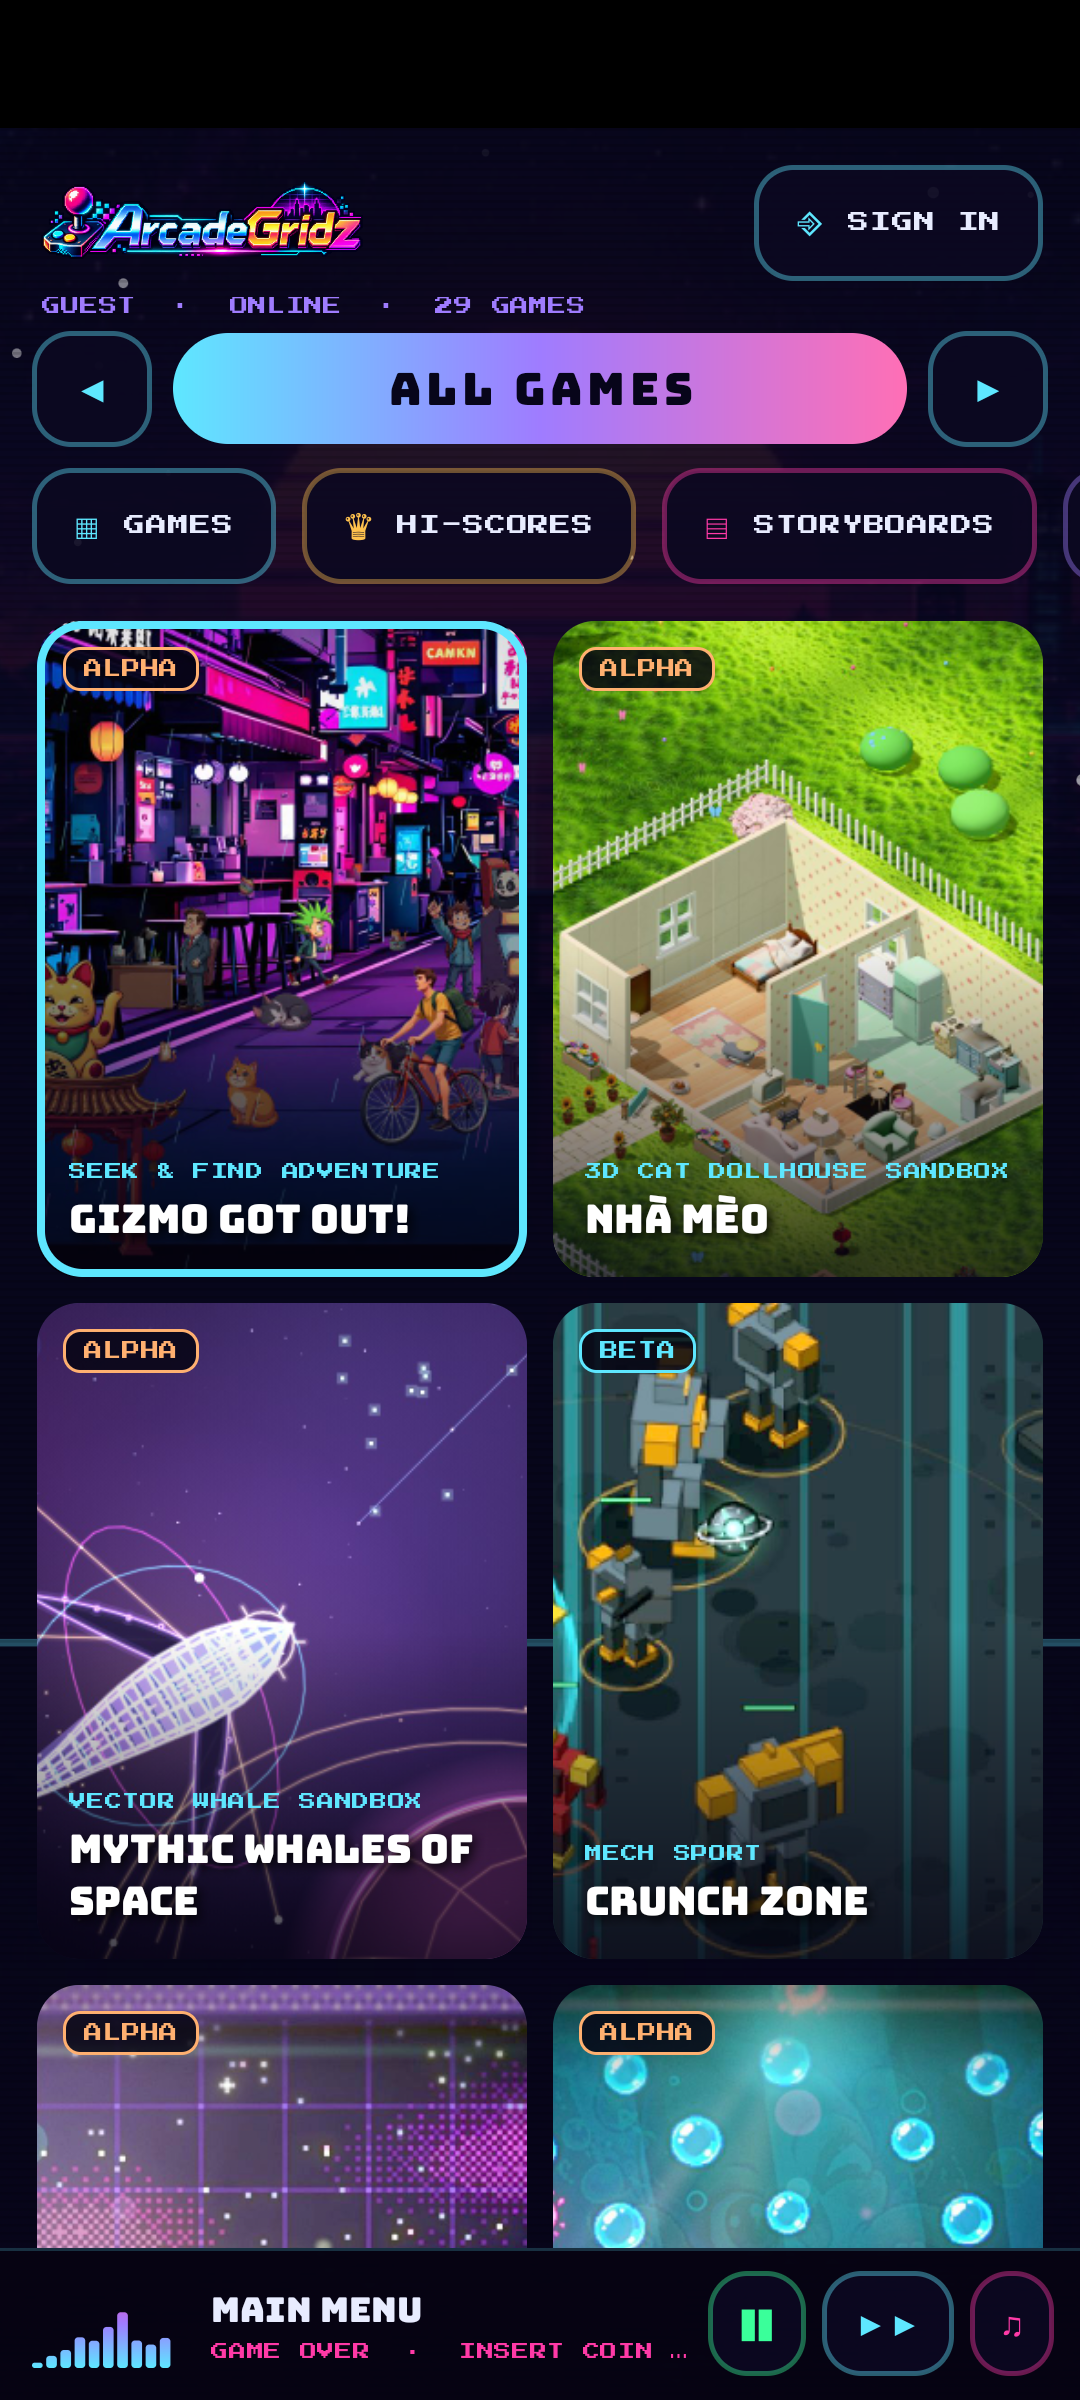 ArcadeGridz
SIGN IN
GUEST · ONLINE · 29 GAMES
ALL GAMES
GAMES
HI-SCORES
STORYBOARDS
ALPHA
CANKN
SEEK & FIND ADVENTURE
GIZMO GOT OUT!
ALPHA
3D CAT DOLLHOUSE SANDBOX
NHÀ MÈO
ALPHA
VECTOR WHALE SANDBOX
MYTHIC WHALES OF
SPACE
BETA
MECH SPORT
CRUNCH ZONE
ALPHA
ALPHA
MAIN MENU
GAME OVER · INSERT COIN …